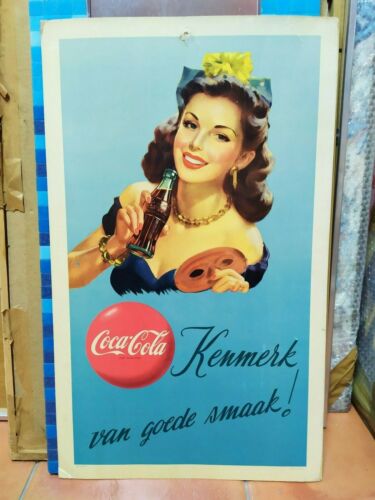 Coca-Cola
Kenmerk
van goede smaak!